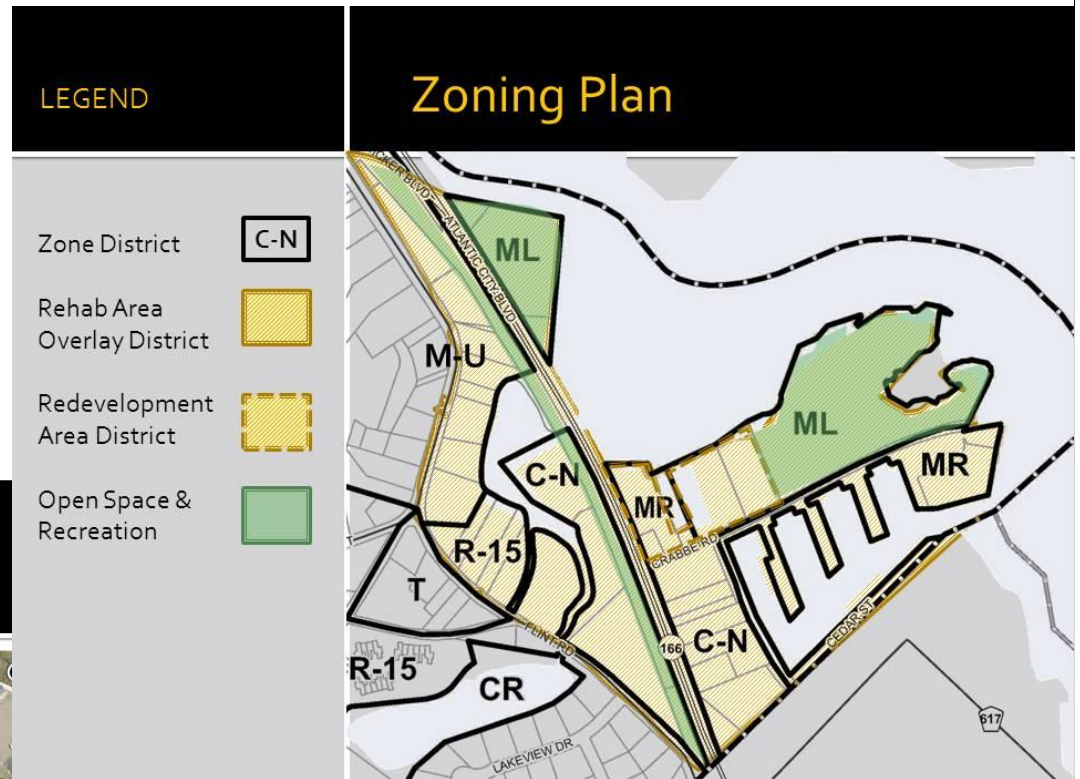 LEGEND
Zoning Plan
Zone District
C-N
Rehab Area
Overlay District
Redevelopment
Area District
Open Space &
Recreation
BLVD
ATLANTIC CITY BLVD
ML
M-U
C-N
ML
MR
MR
CRABBE RD
R-15
T
FLINT RD
166
C-N
CEDAR ST
R-15
CR
LAKEVIEW DR
617